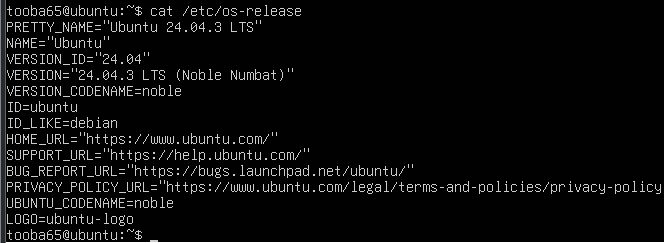 tooba65@ubuntu:~$ cat /etc/os-release
PRETTY_NAME="Ubuntu 24.04.3 LTS"
NAME="Ubuntu"
VERSION_ID="24.04"
VERSION="24.04.3 LTS (Noble Numbat)"
VERSION_CODENAME=noble
ID=ubuntu
ID_LIKE=debian
HOME_URL="https://www.ubuntu.com/"
SUPPORT_URL="https://help.ubuntu.com/"
BUG_REPORT_URL="https://bugs.launchpad.net/ubuntu/"
PRIVACY_POLICY_URL="https://www.ubuntu.com/legal/terms-and-policies/privacy-policy
UBUNTU_CODENAME=noble
LOGO=ubuntu-logo
tooba65@ubuntu:~$